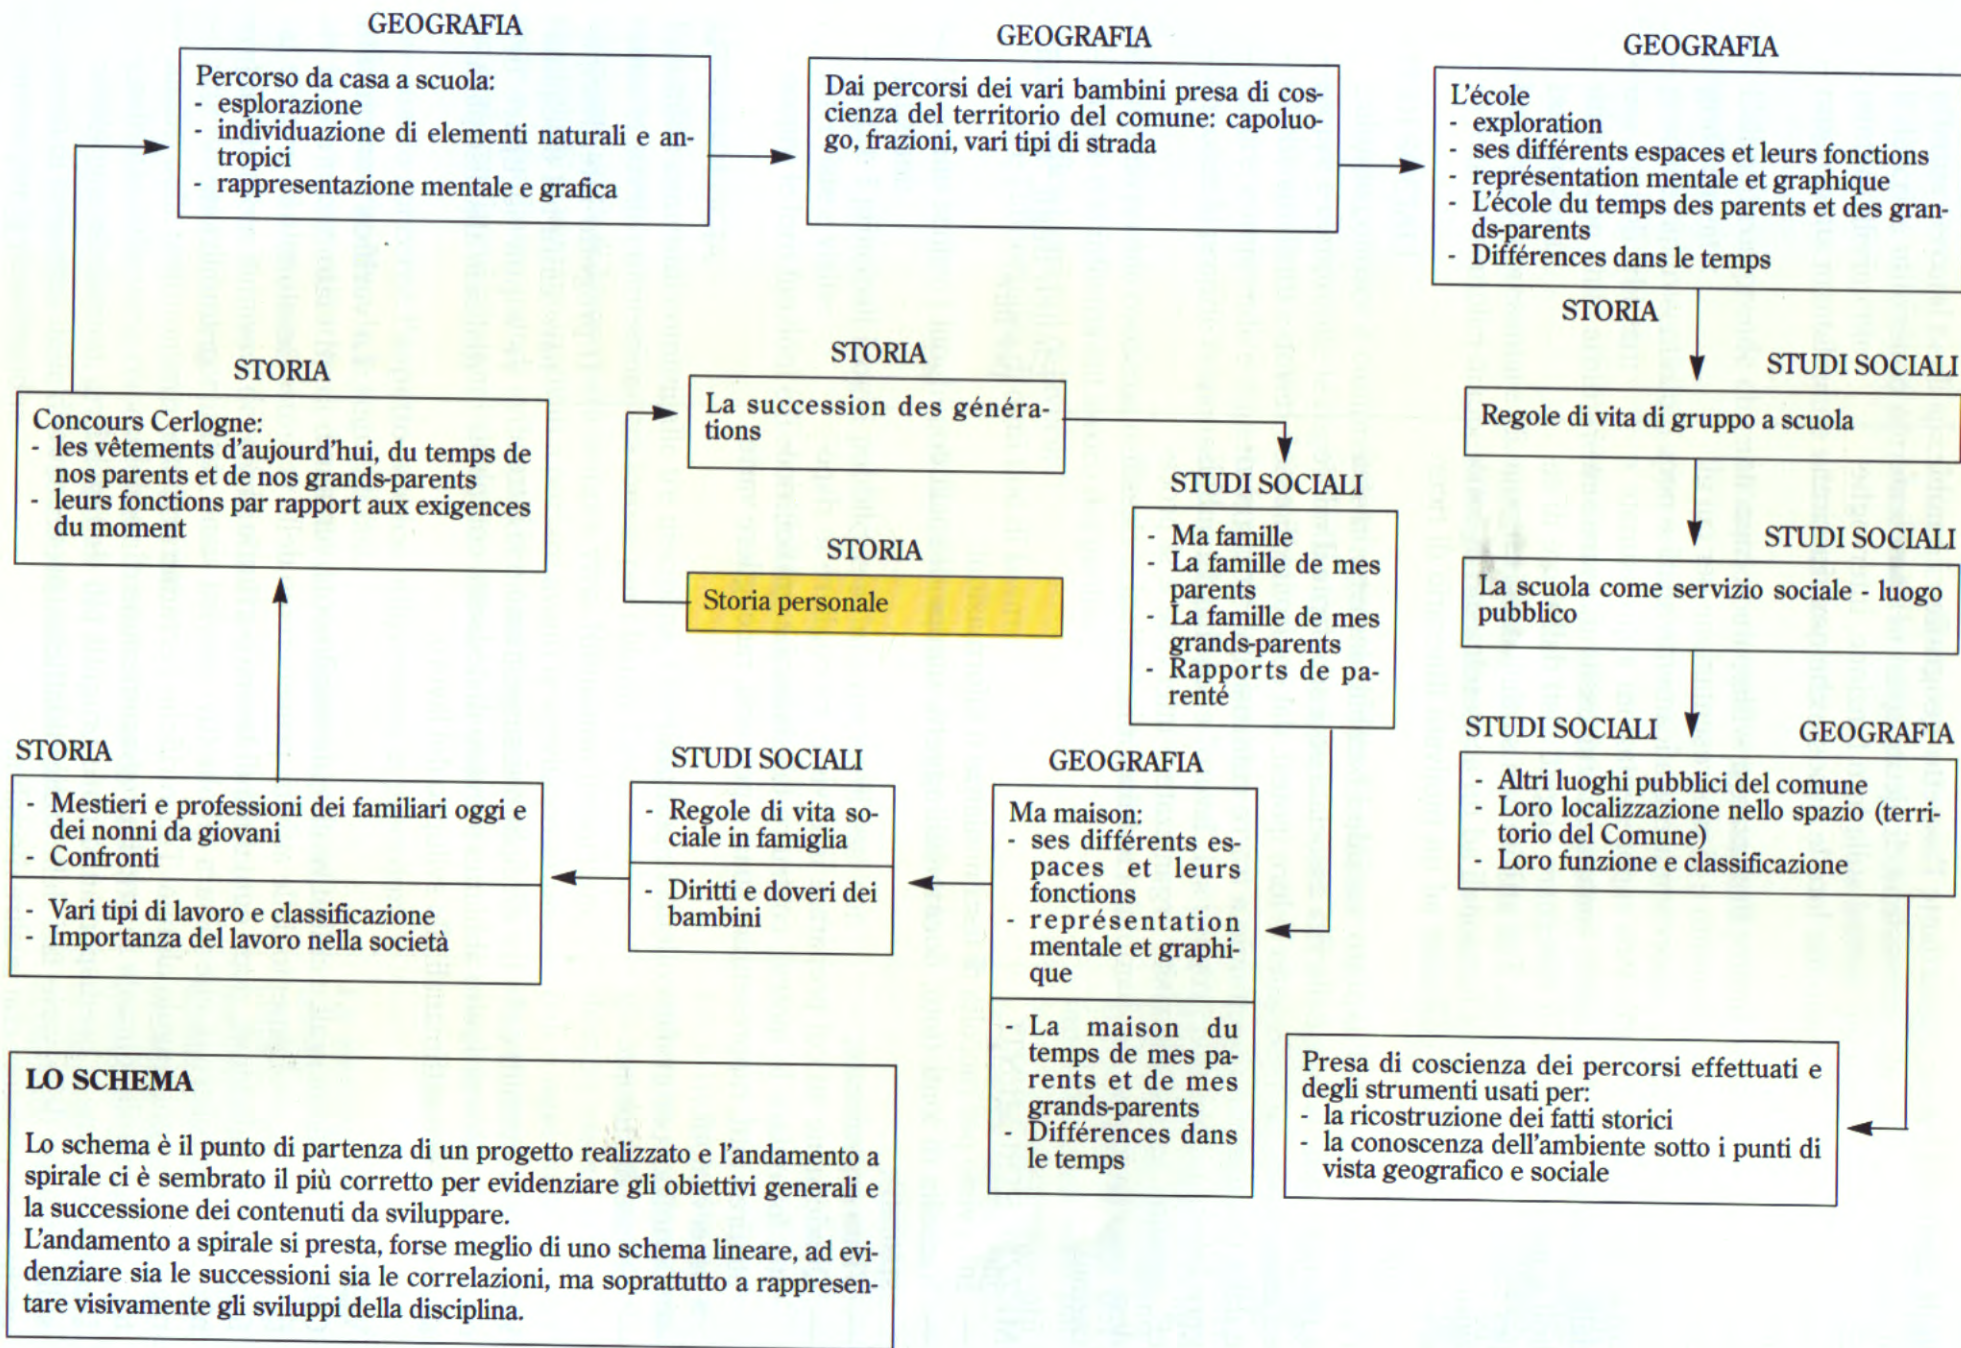 GEOGRAFIA
Percorso da casa a scuola:
- esplorazione
- individuazione di elementi naturali e an-
tropici
- rappresentazione mentale e grafica
GEOGRAFIA
Dai percorsi dei vari bambini presa di cos-
cienza del territorio del comune: capoluo-
go, frazioni, vari tipi di strada
GEOGRAFIA
L'école
- exploration
- ses différents espaces et leurs fonctions
- représentation mentale et graphique
- L'école du temps des parents et des gran-
ds-parents
- Différences dans le temps
STORIA
STUDI SOCIALI
Regole di vita di gruppo a scuola
STUDI SOCIALI
La scuola come servizio sociale - luogo
pubblico
STUDI SOCIALI
GEOGRAFIA
- Altri luoghi pubblici del comune
- Loro localizzazione nello spazio (terri-
torio del Comune)
- Loro funzione e classificazione
STORIA
Concours Cerlogne:
- les vêtements d'aujourd'hui, du temps de
nos parents et de nos grands-parents
- leurs fonctions par rapport aux exigences
du moment
STORIA
La succession des généra-
tions
STORIA
Storia personale
STUDI SOCIALI
- Ma famille
- La famille de mes
parents
- La famille de mes
grands-parents
- Rapports de pa-
renté
STORIA
- Mestieri e professioni dei familiari oggi e
dei nonni da giovani
- Confronti
- Vari tipi di lavoro e classificazione
- Importanza del lavoro nella società
STUDI SOCIALI
- Regole di vita so-
ciale in famiglia
- Diritti e doveri dei
bambini
GEOGRAFIA
Ma maison:
- ses différents es-
paces et leurs
fonctions
- représentation
mentale et graphi-
que
- La maison du
temps de mes pa-
rents et de mes
grands-parents
- Différences dans
le temps
Presa di coscienza dei percorsi effettuati e
degli strumenti usati per:
- la ricostruzione dei fatti storici
- la conoscenza dell'ambiente sotto i punti di
vista geografico e sociale
LO SCHEMA
Lo schema è il punto di partenza di un progetto realizzato e l'andamento a
spirale ci è sembrato il più corretto per evidenziare gli obiettivi generali e
la successione dei contenuti da sviluppare.
L'andamento a spirale si presta, forse meglio di uno schema lineare, ad evi-
denziare sia le successioni sia le correlazioni, ma soprattutto a rappresen-
tare visivamente gli sviluppi della disciplina.